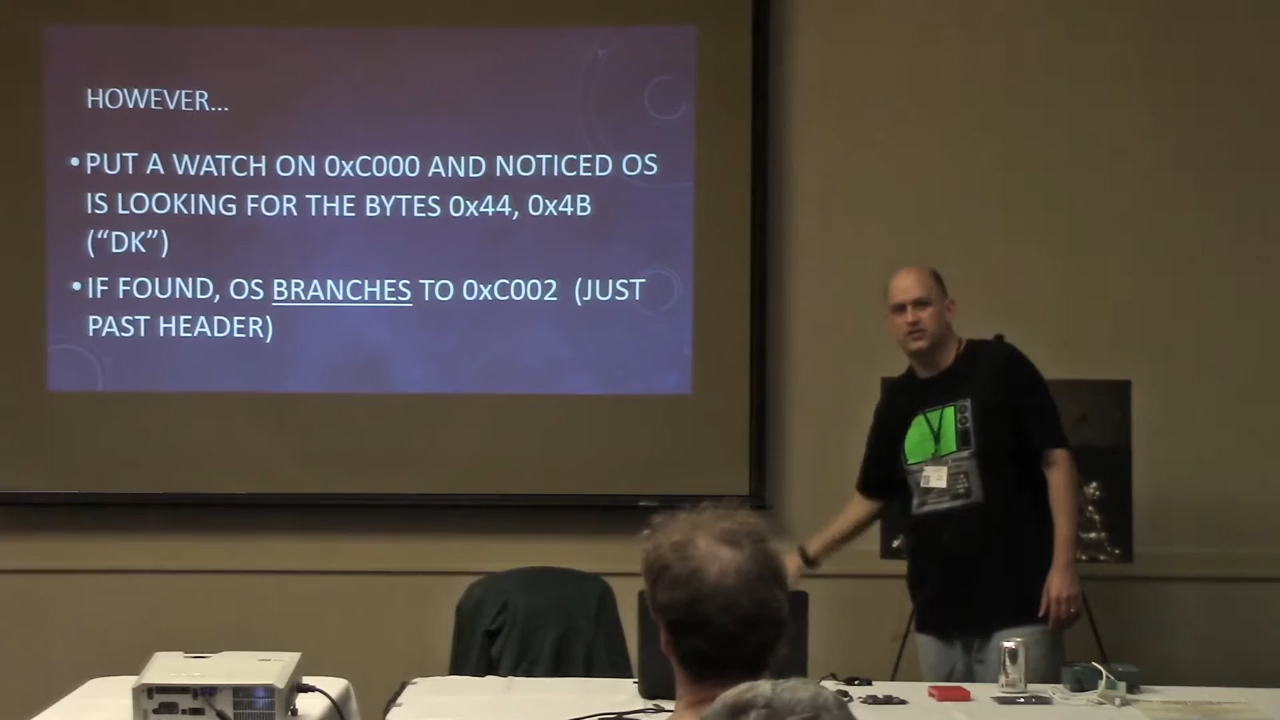 HOWEVER...
•PUT A WATCH ON 0xC000 AND NOTICED OS
IS LOOKING FOR THE BYTES 0x44, 0x4B
(“DK”)
•IF FOUND, OS BRANCHES TO 0xC002 (JUST
PAST HEADER)